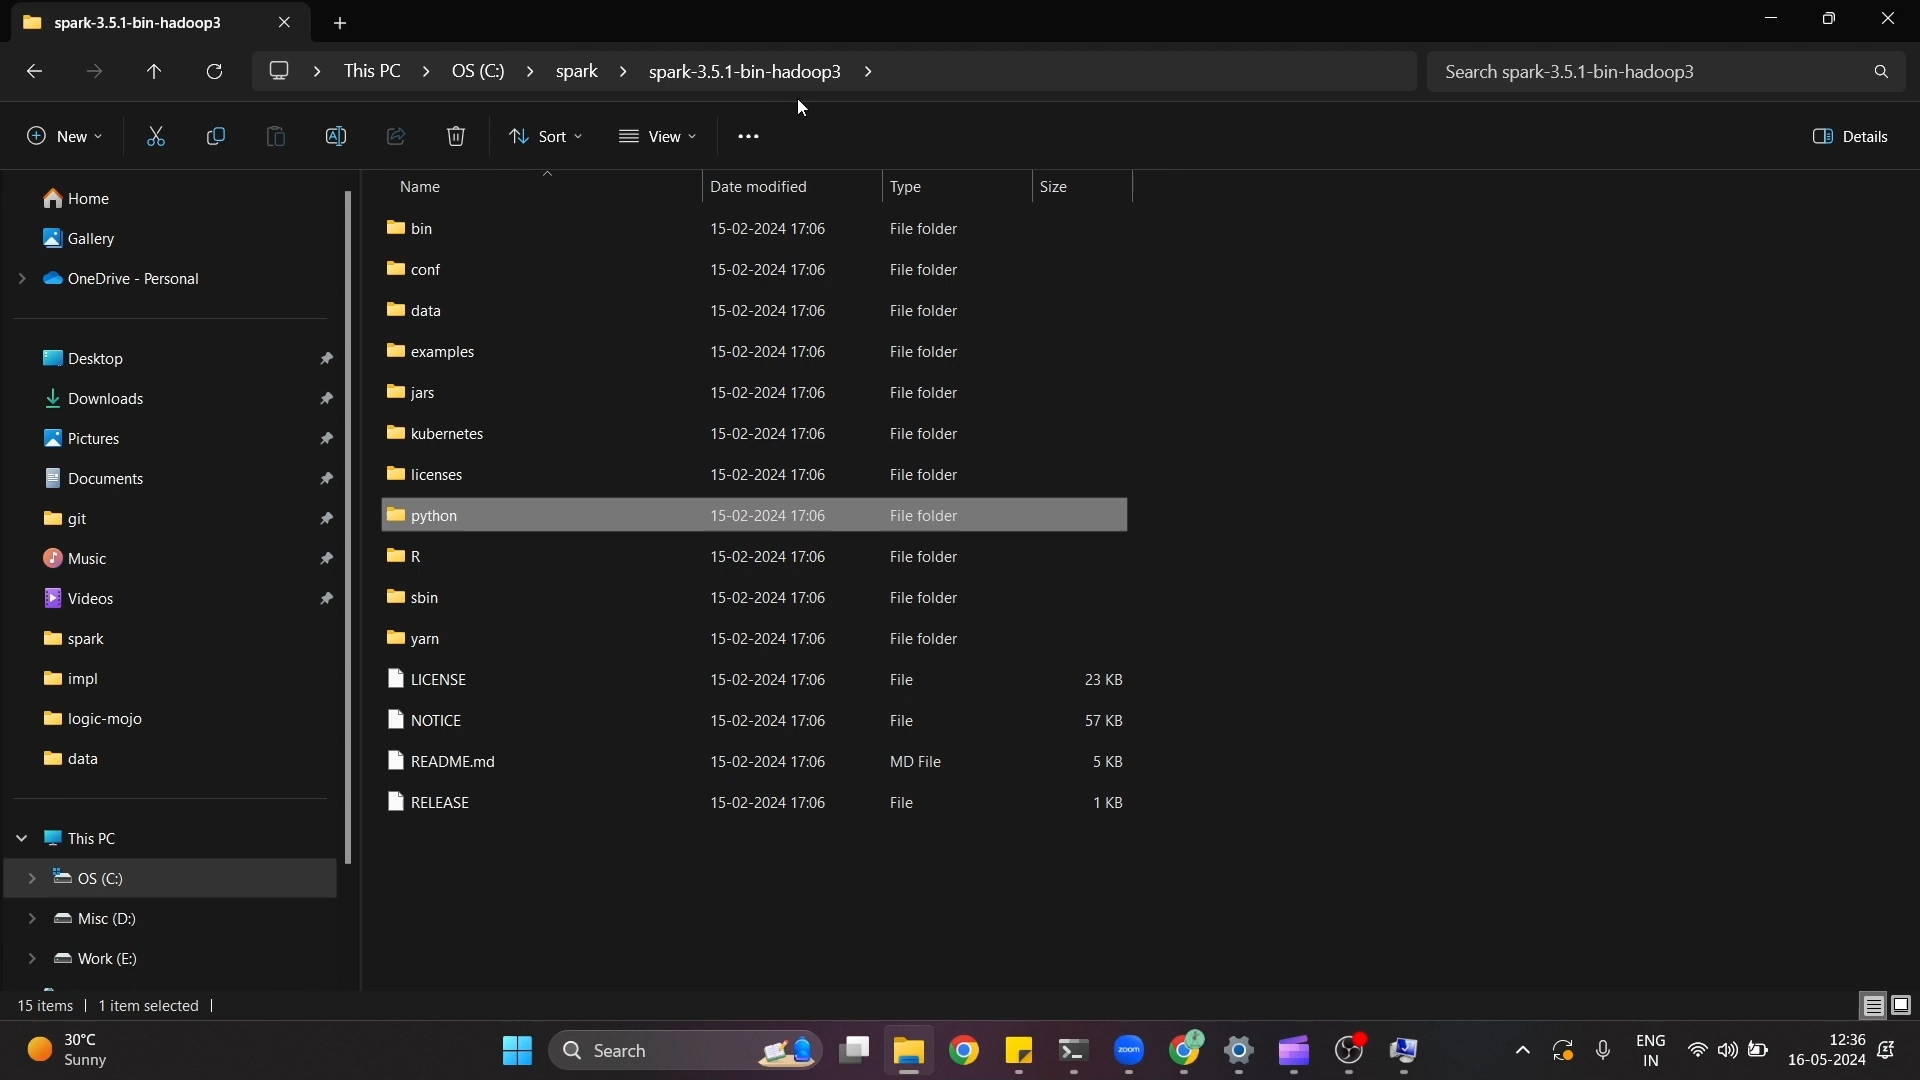 spark-3.5.1-bin-hadoop3
This PC > OS (C:) > spark > spark-3.5.1-bin-hadoop3 >
Search spark-3.5.1-bin-hadoop3
New
Sort
View
Details
Home
Gallery
OneDrive - Personal
Desktop
Downloads
Pictures
Documents
git
Music
Videos
spark
impl
logic-mojo
data
This PC
OS (C:)
Misc (D:)
Work (E:)
Name Date modified Type Size
bin 15-02-2024 17:06 File folder
conf 15-02-2024 17:06 File folder
data 15-02-2024 17:06 File folder
examples 15-02-2024 17:06 File folder
jars 15-02-2024 17:06 File folder
kubernetes 15-02-2024 17:06 File folder
licenses 15-02-2024 17:06 File folder
python 15-02-2024 17:06 File folder
R 15-02-2024 17:06 File folder
sbin 15-02-2024 17:06 File folder
yarn 15-02-2024 17:06 File folder
LICENSE 15-02-2024 17:06 File 23 KB
NOTICE 15-02-2024 17:06 File 57 KB
README.md 15-02-2024 17:06 MD File 5 KB
RELEASE 15-02-2024 17:06 File 1 KB
15 items | 1 item selected |
30°C
Sunny
Search
zoom
ENG
IN
12:36
16-05-2024